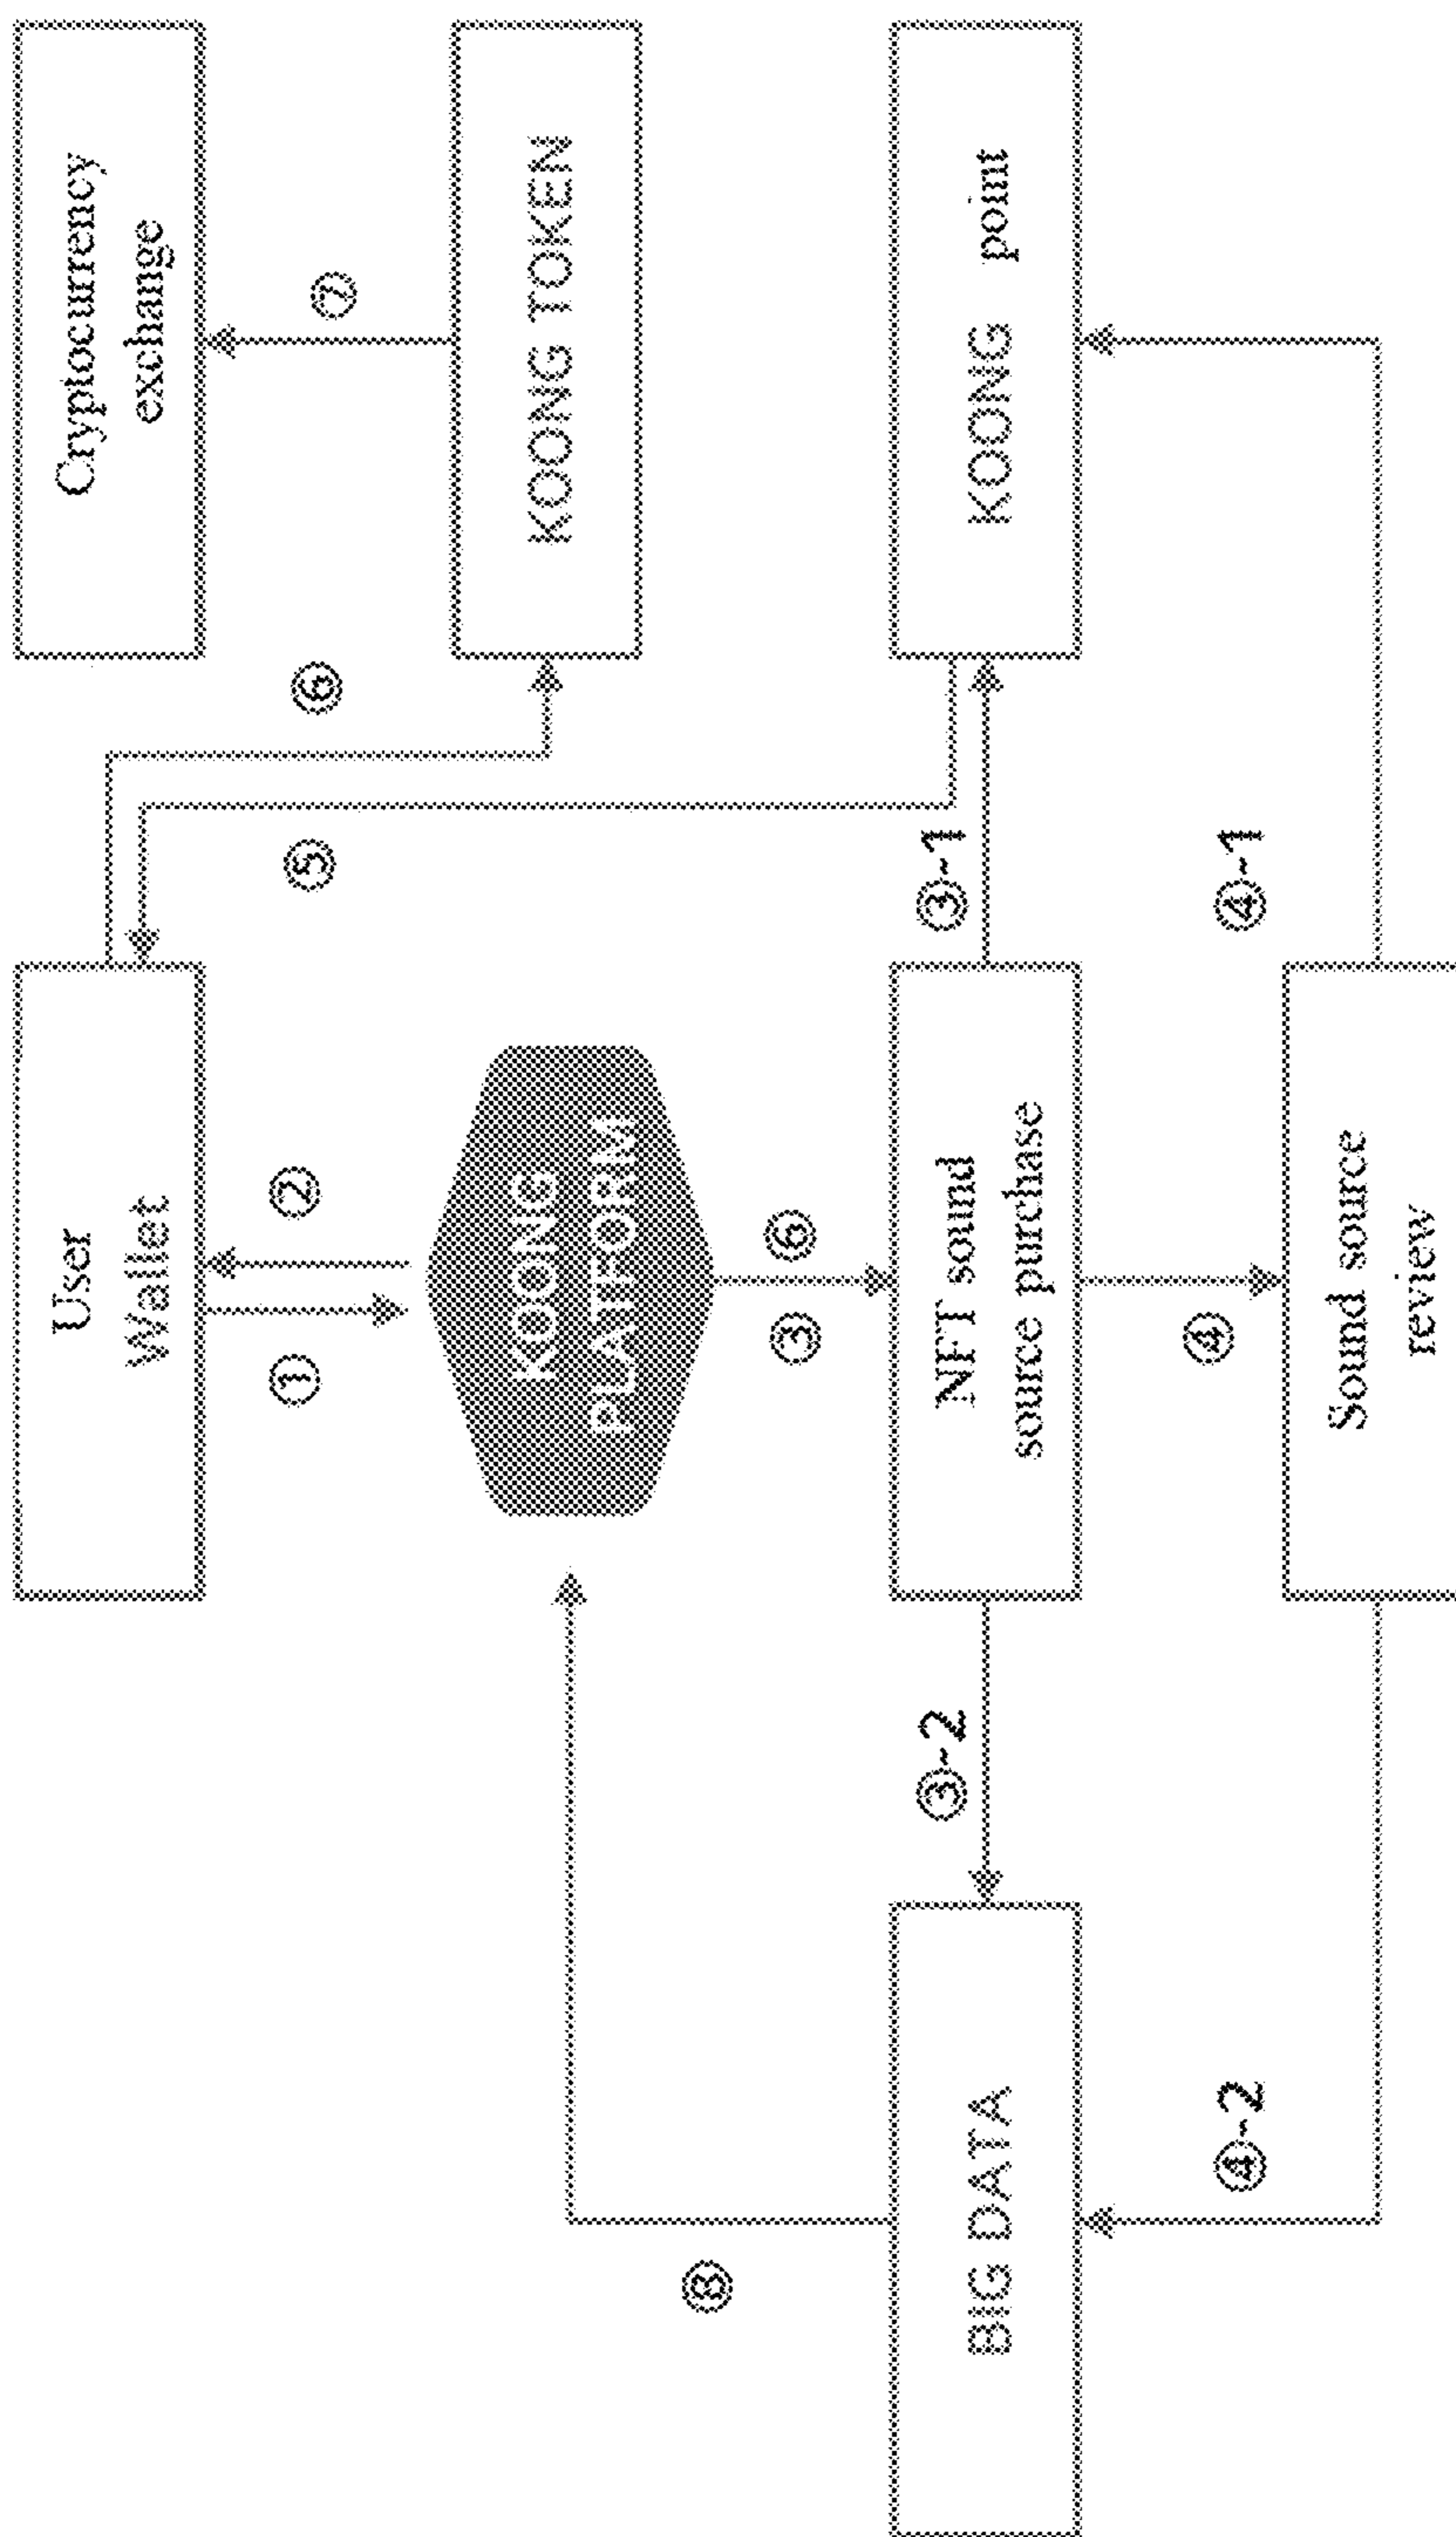 User
Wallet
Cryptocurrency
exchange
①
②
⑤
⑥
⑦
KOONG
PLATFORM
KOONG TOKEN
⑧
③
⑥
BIG DATA
③-2
NFT sound
source purchase
③-1
KOONG point
④-2
④
④-1
Sound source
review